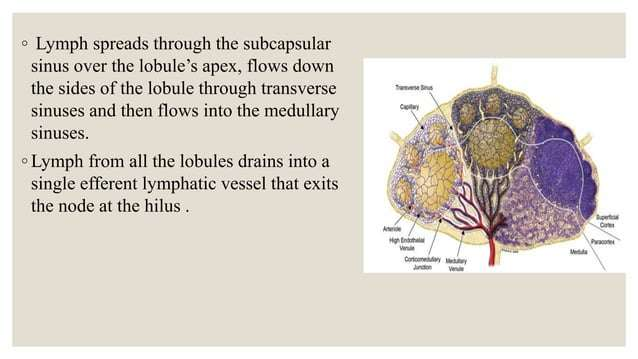 ◦ Lymph spreads through the subcapsular
sinus over the lobule’s apex, flows down
the sides of the lobule through transverse
sinuses and then flows into the medullary
sinuses.
◦ Lymph from all the lobules drains into a
single efferent lymphatic vessel that exits
the node at the hilus .
Transverse Sinus
Capillary
Arteriole
High Endothelial
Venule
Corticomedullary
Junction
Medullary
Venule
Superficial
Cortex
Paracortex
Medulla